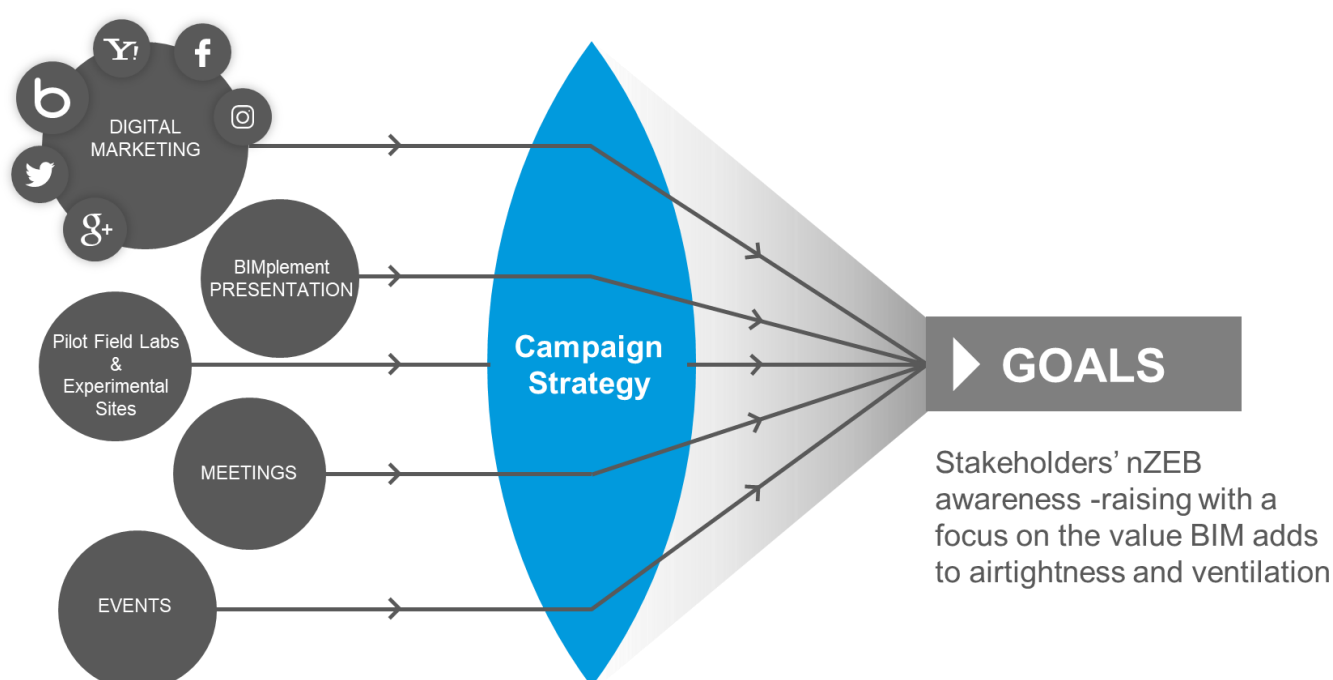 Y!
f
b
DIGITAL
MARKETING
g+
BIMplement
PRESENTATION
Pilot Field Labs
&
Experimental
Sites
Campaign
Strategy
GOALS
MEETINGS
Stakeholders’ nZEB
awareness -raising with a
focus on the value BIM adds
to airtightness and ventilation
EVENTS